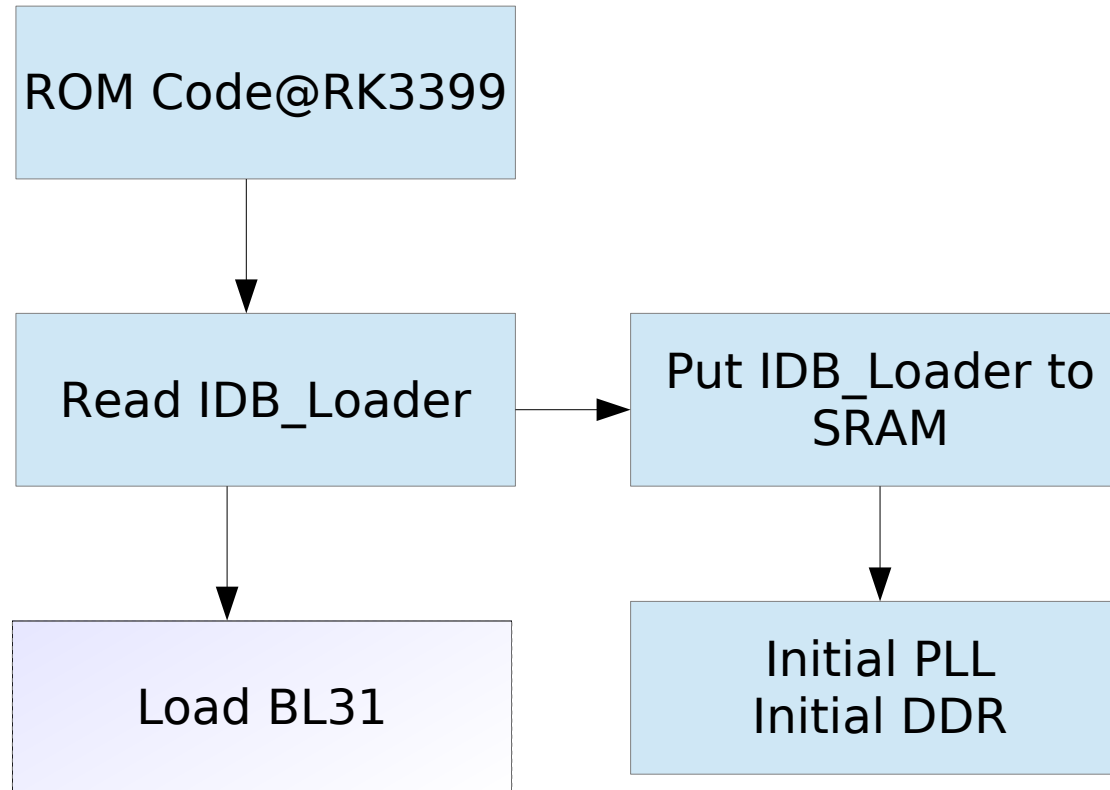 ROM Code@RK3399
Read IDB_Loader
Put IDB_Loader to
SRAM
Load BL31
Initial PLL
Initial DDR